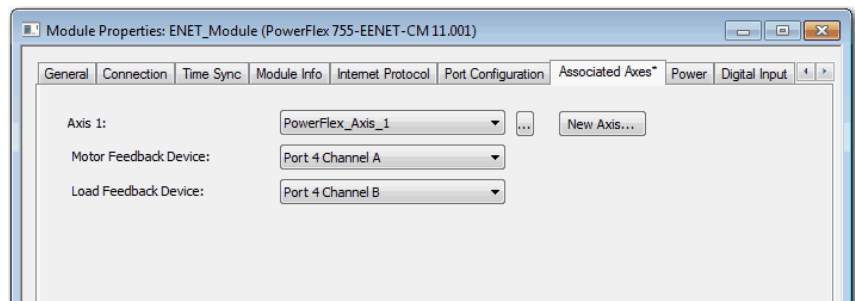 Module Properties: ENET_Module (PowerFlex 755-EENET-CM 11.001)
General Connection Time Sync Module Info Internet Protocol Port Configuration Associated Axes* Power Digital Input
Axis 1: PowerFlex_Axis_1 ... New Axis...
Motor Feedback Device: Port 4 Channel A
Load Feedback Device: Port 4 Channel B